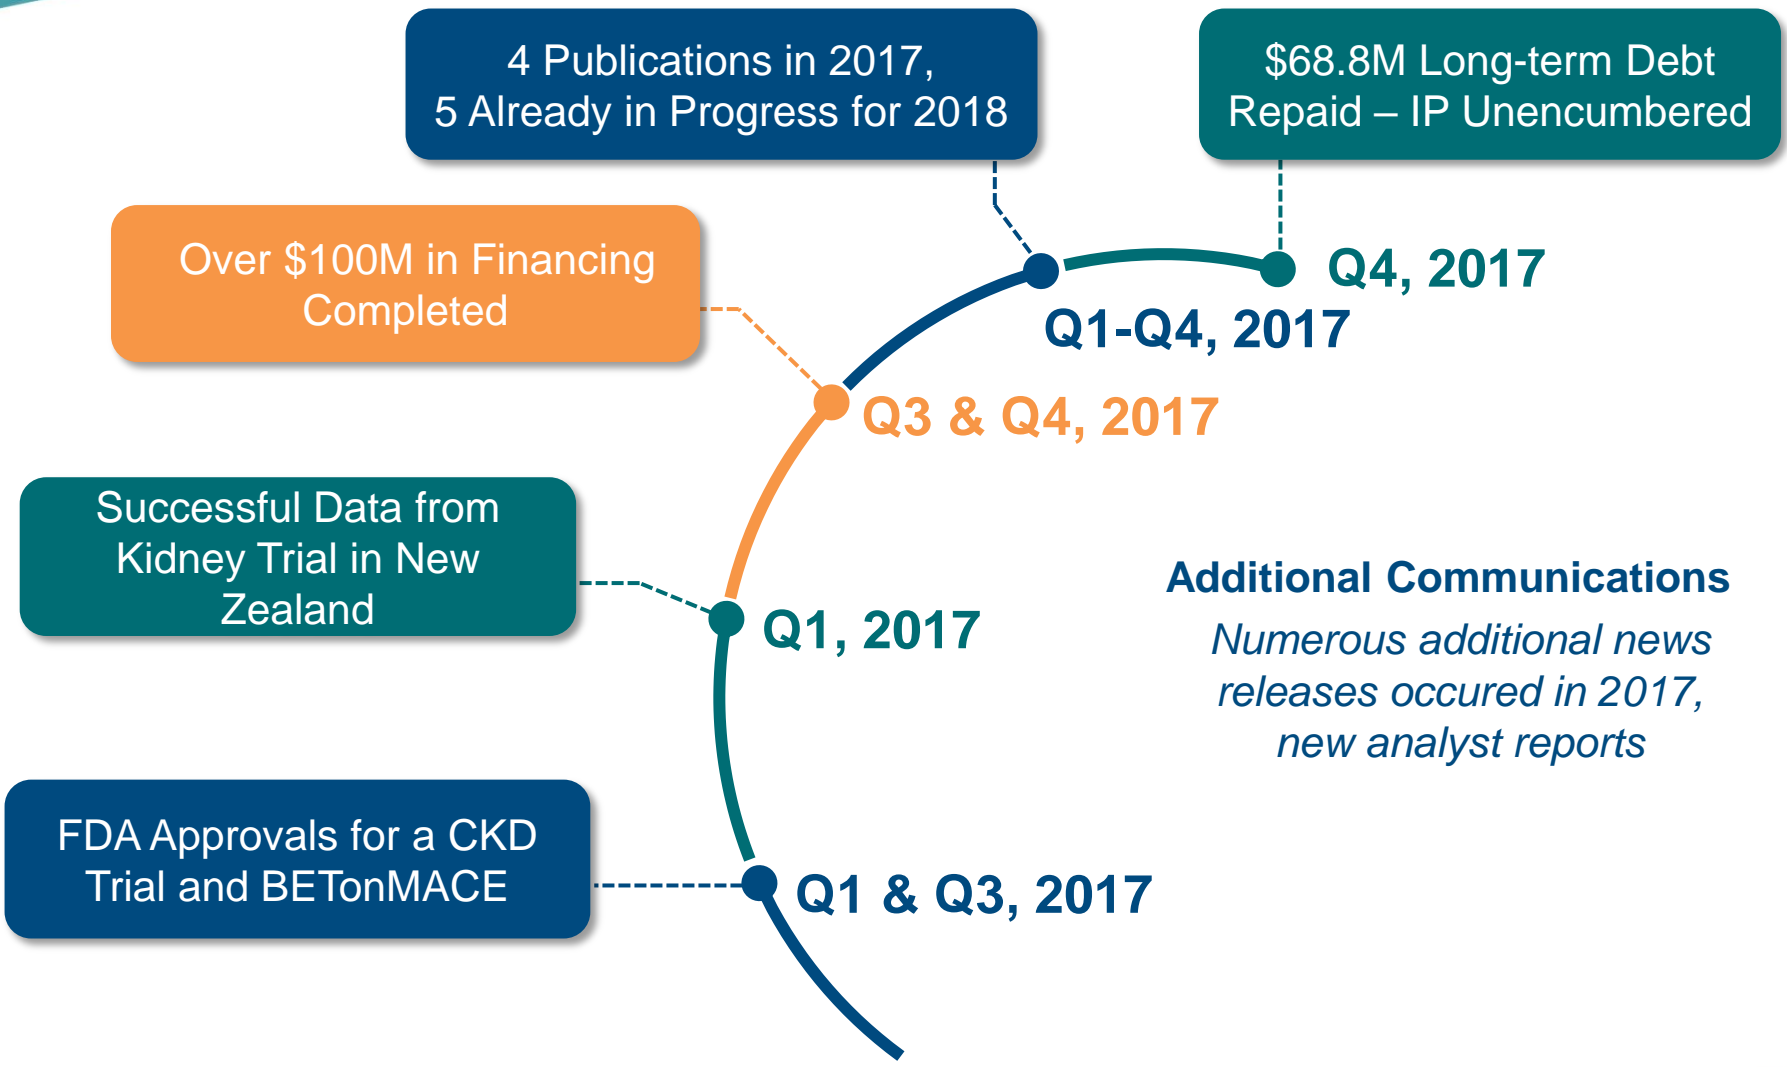 4 Publications in 2017,
5 Already in Progress for 2018
$68.8M Long-term Debt
Repaid – IP Unencumbered
Over $100M in Financing
Completed
Q4, 2017
Q1-Q4, 2017
Q3 & Q4, 2017
Successful Data from
Kidney Trial in New
Zealand
Q1, 2017
Additional Communications
Numerous additional news
releases occured in 2017,
new analyst reports
FDA Approvals for a CKD
Trial and BETonMACE
Q1 & Q3, 2017